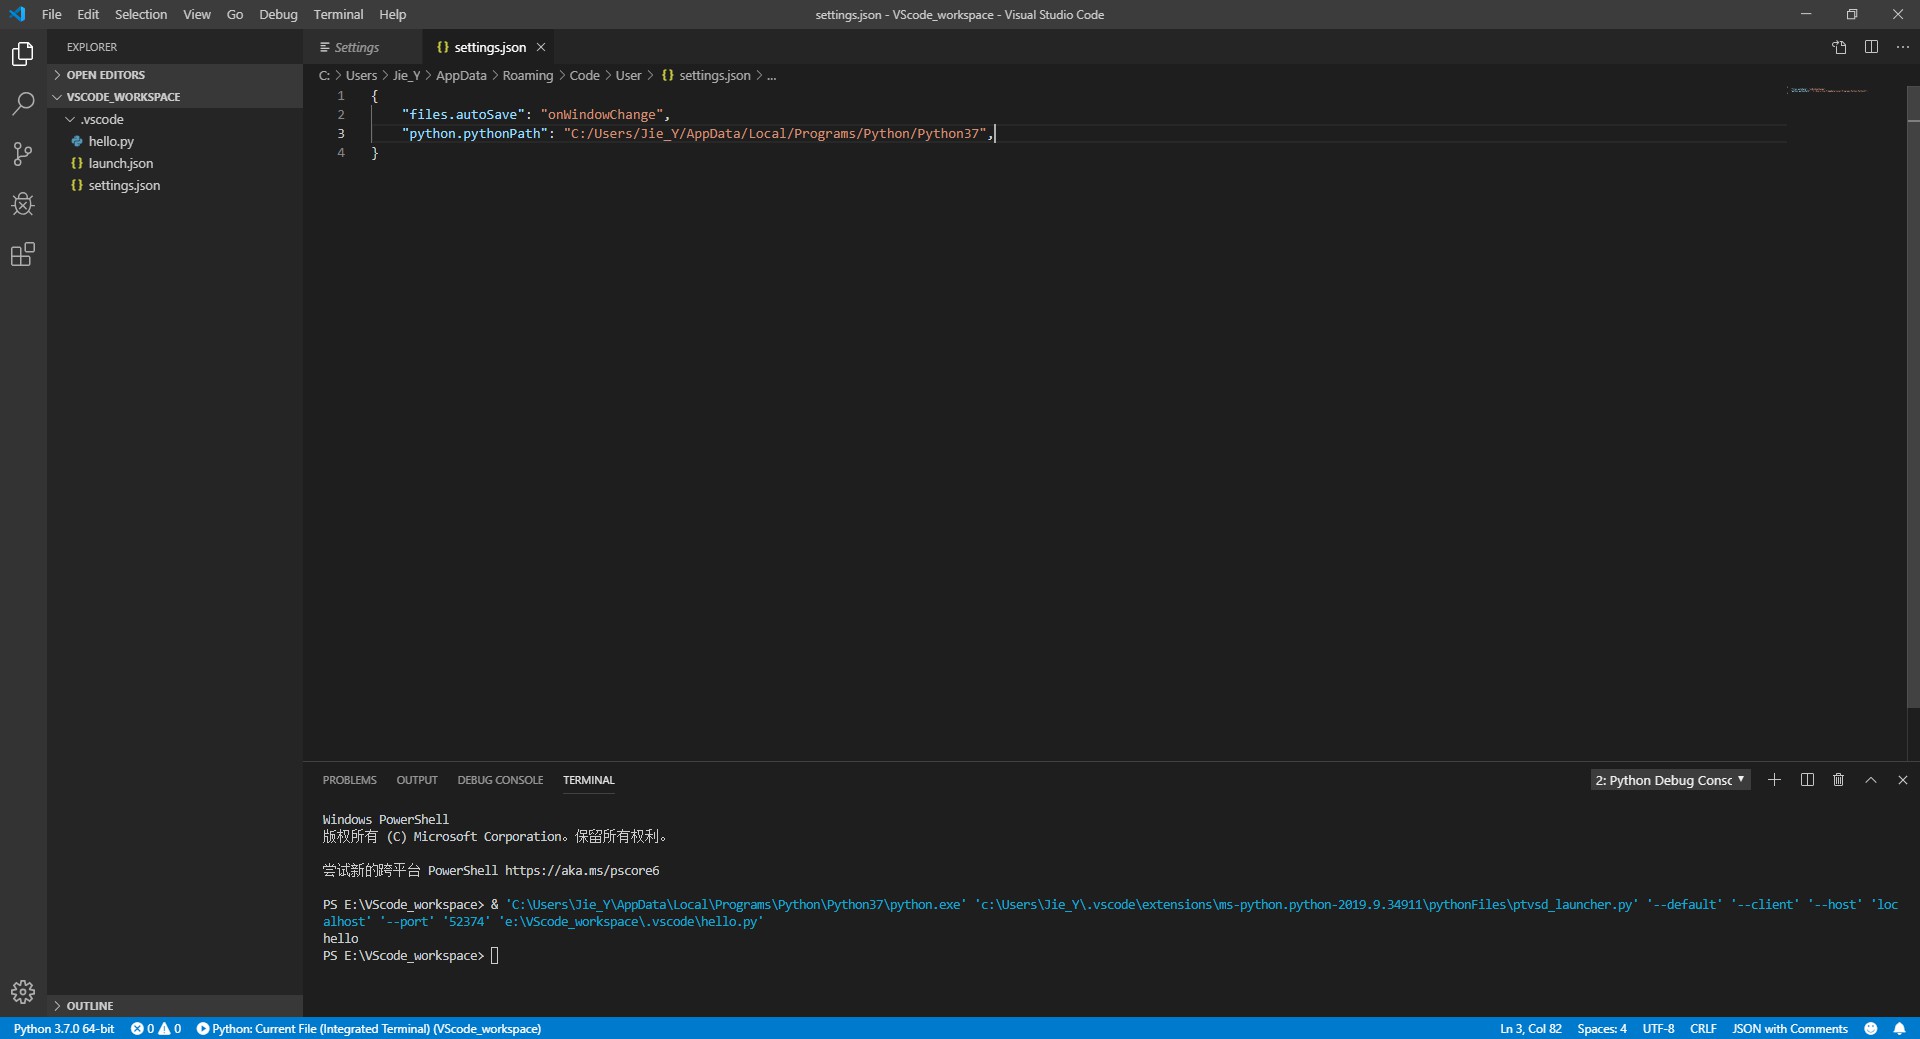 File Edit Selection View Go Debug Terminal Help
settings.json - VScode_workspace - Visual Studio Code
EXPLORER
OPEN EDITORS
VSCODE_WORKSPACE
.vscode
hello.py
launch.json
settings.json
OUTLINE
Settings
settings.json
C: > Users > Jie_Y > AppData > Roaming > Code > User > {} settings.json > ...
1 {
2 "files.autoSave": "onWindowChange",
3 "python.pythonPath": "C:/Users/Jie_Y/AppData/Local/Programs/Python/Python37",
4 }
PROBLEMS OUTPUT DEBUG CONSOLE TERMINAL
2: Python Debug Consc
Windows PowerShell
版权所有 (C) Microsoft Corporation。保留所有权利。
尝试新的跨平台 PowerShell https://aka.ms/pscore6
PS E:\VScode_workspace> & 'C:\Users\Jie_Y\AppData\Local\Programs\Python\Python37\python.exe' 'c:\Users\Jie_Y\.vscode\extensions\ms-python.python-2019.9.34911\pythonFiles\ptvsd_launcher.py' '--default' '--client' '--host' 'loc
alhost' '--port' '52374' 'e:\VScode_workspace\.vscode\hello.py'
hello
PS E:\VScode_workspace>
Python 3.7.0 64-bit 0 0 Python: Current File (Integrated Terminal) (VScode_workspace)
Ln 3, Col 82 Spaces: 4 UTF-8 CRLF JSON with Comments